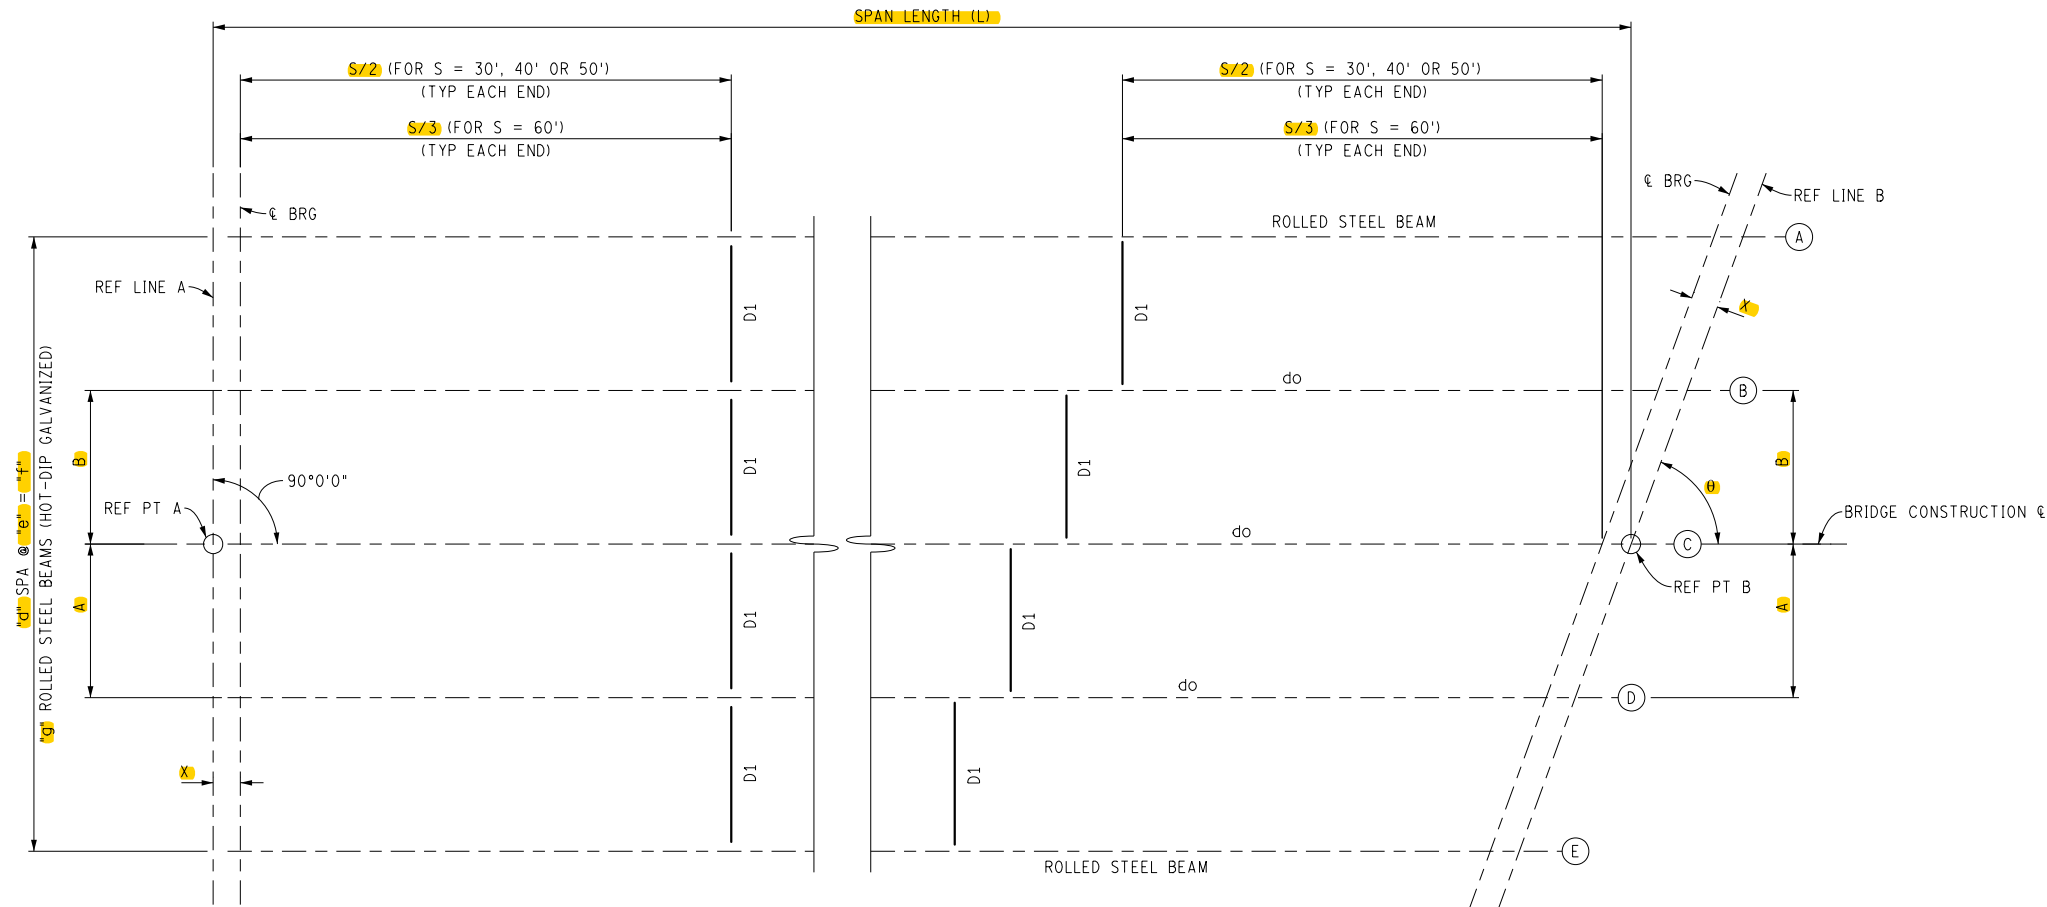 SPAN LENGTH (L)
S/2 (FOR S = 30', 40' OR 50')
(TYP EACH END)
S/3 (FOR S = 60')
(TYP EACH END)
S/2 (FOR S = 30', 40' OR 50')
(TYP EACH END)
S/3 (FOR S = 60')
(TYP EACH END)
℄ BRG
REF LINE B
℄ BRG
ROLLED STEEL BEAM
A
REF LINE A
D1
D1
X
do
B
"d" SPA @ "e" = "f"
"g" ROLLED STEEL BEAMS (HOT-DIP GALVANIZED)
B
90°0'0"
D1
D1
B
θ
REF PT A
BRIDGE CONSTRUCTION ℄
do
C
REF PT B
A
D1
D1
A
do
D
X
D1
D1
E
ROLLED STEEL BEAM